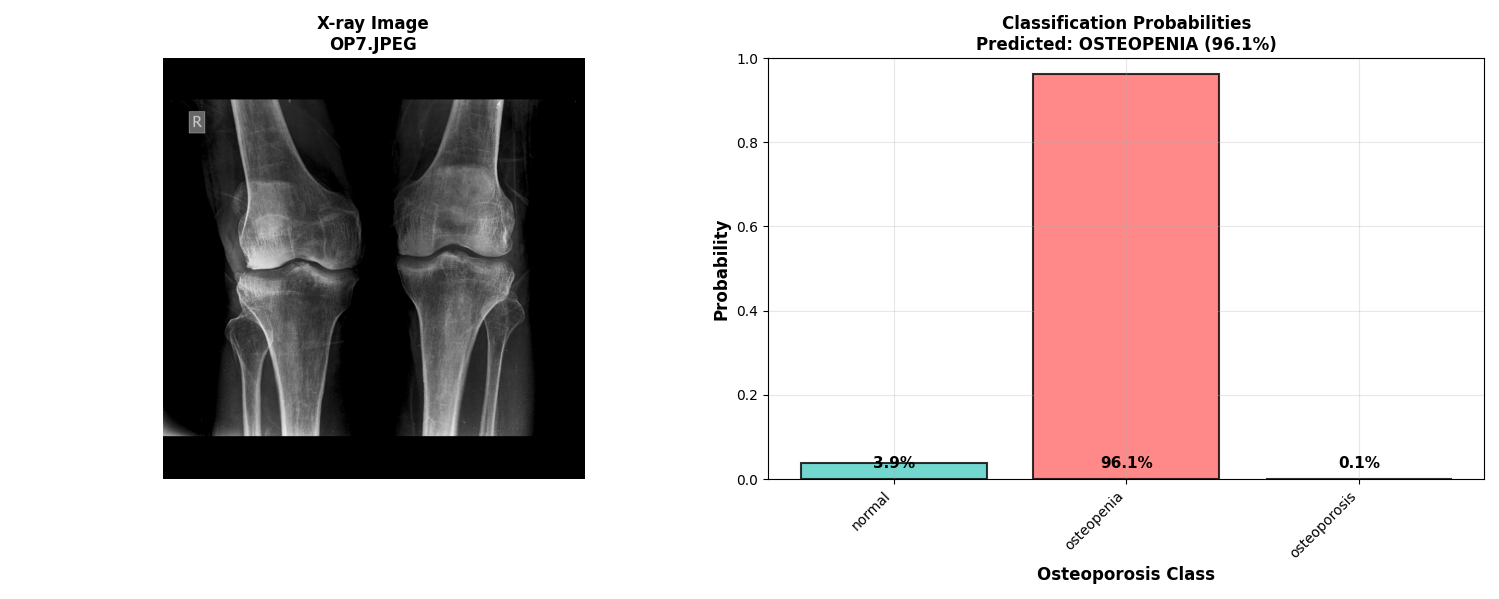 X-ray Image
OP7.JPEG
R
Classification Probabilities
Predicted: OSTEOPENIA (96.1%)
Probability
1.0
0.8
0.6
0.4
0.2
0.0
3.9%
96.1%
0.1%
normal
osteopenia
osteoporosis
Osteoporosis Class